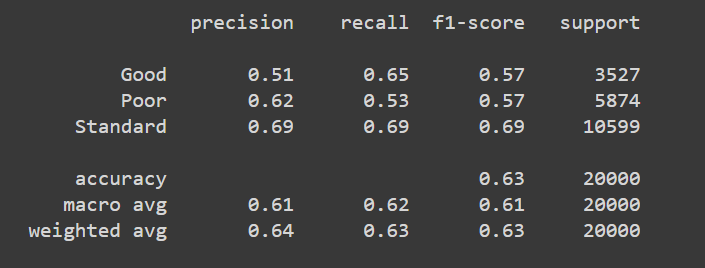 precision recall f1-score support
Good 0.51 0.65 0.57 3527
Poor 0.62 0.53 0.57 5874
Standard 0.69 0.69 0.69 10599
accuracy 0.63 20000
macro avg 0.61 0.62 0.61 20000
weighted avg 0.64 0.63 0.63 20000